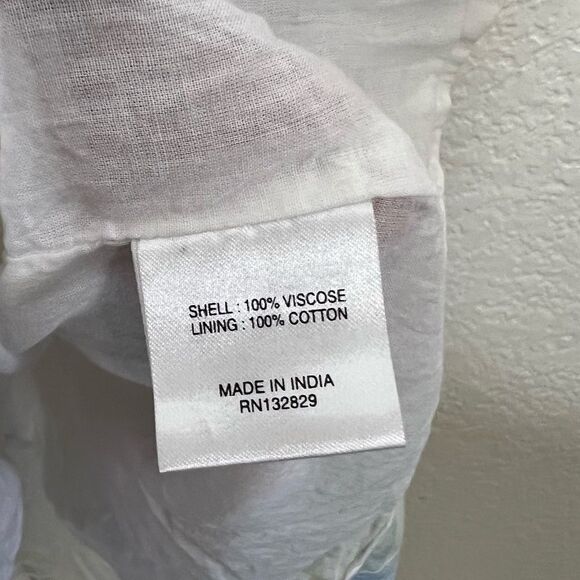 SHELL : 100% VISCOSE
LINING : 100% COTTON
MADE IN INDIA
RN132829